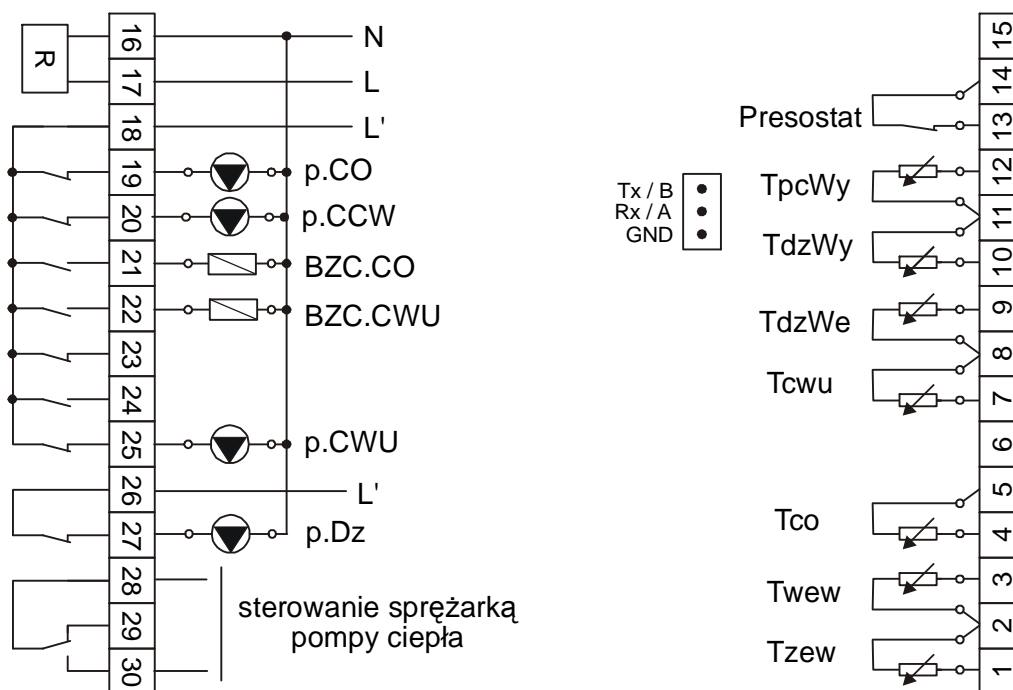 R
16 N
17 L
18 L'
19 p.CO
20 p.CCW
21 BZC.CO
22 BZC.CWU
23
24
25 p.CWU
26 L'
27 p.Dz
28
29
30
sterowanie sprężarką
pompy ciepła
Tx / B
Rx / A
GND
15
14
Presostat 13
12
TpcWy
11
TdzWy
10
9
TdzWe
8
Tcwu
7
6
5
Tco
4
3
Twew
2
Tzew
1